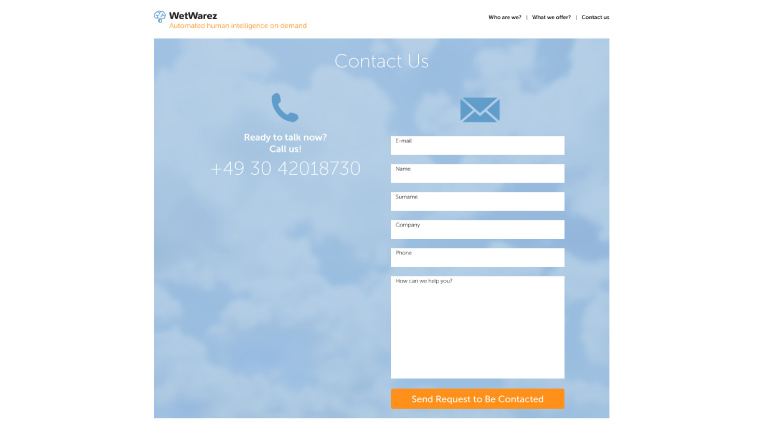 WetWarez
Automated human intelligence on demand
Who are we? | What we offer? | Contact us
Contact Us
Ready to talk now?
Call us!
+49 30 42018730
E-mail
Name
Surname
Company
Phone
How can we help you?
Send Request to Be Contacted